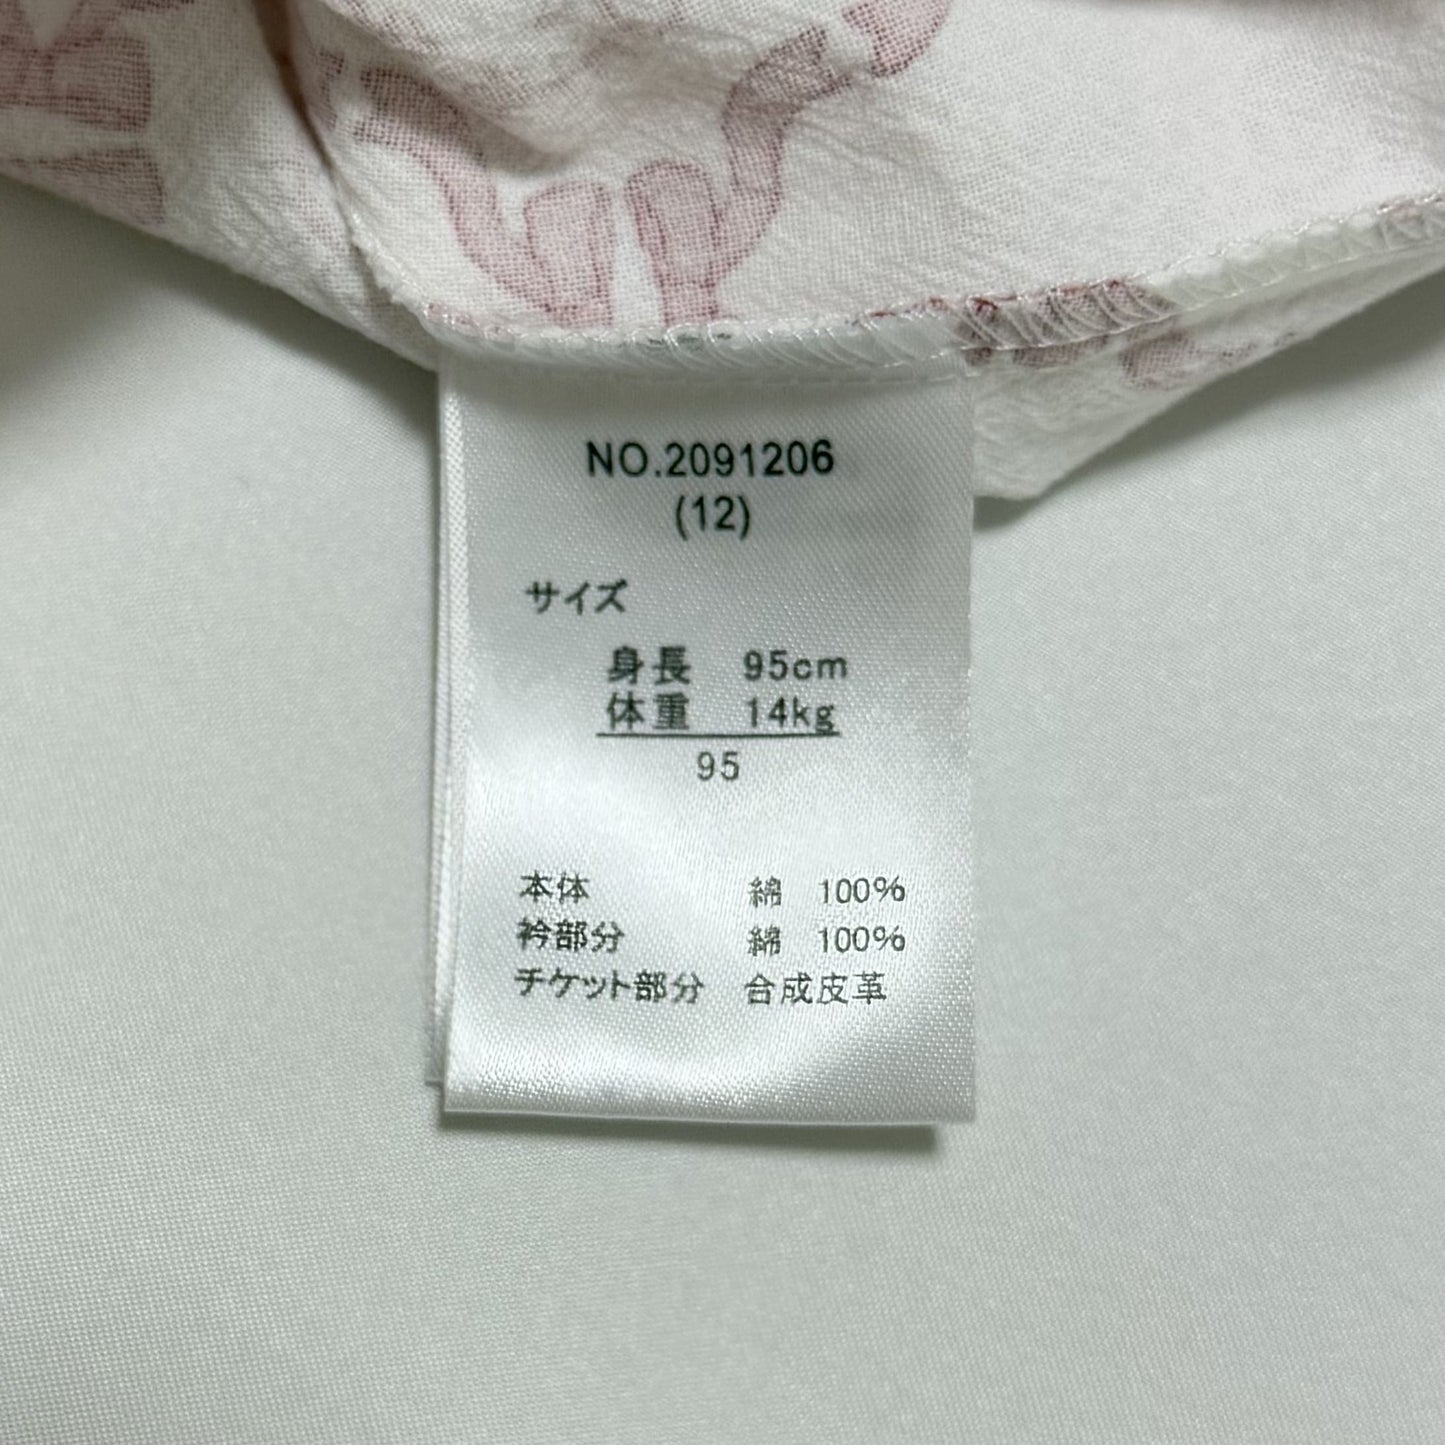 NO.2091206
(12)
サイズ
身長 95cm
体重 14kg
95
本体 綿 100%
衿部分 綿 100%
チケット部分 合成皮革